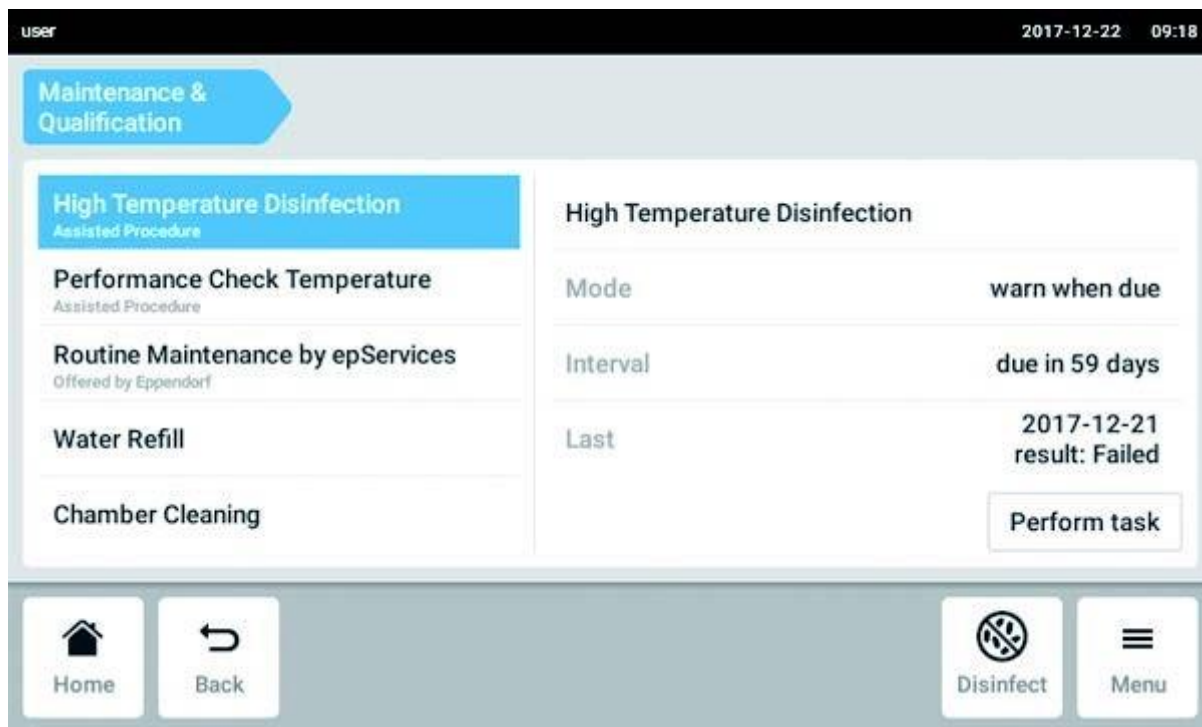 user
2017-12-22 09:18
Maintenance &
Qualification
High Temperature Disinfection
Assisted Procedure
Performance Check Temperature
Assisted Procedure
Routine Maintenance by epServices
Offered by Eppendorf
Water Refill
Chamber Cleaning
High Temperature Disinfection
Mode warn when due
Interval due in 59 days
Last 2017-12-21
result: Failed
Perform task
Home
Back
Disinfect
Menu